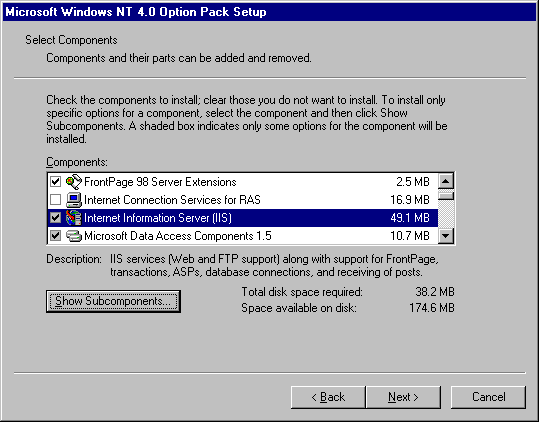 Microsoft Windows NT 4.0 Option Pack Setup
Select Components
Components and their parts can be added and removed.
Check the components to install; clear those you do not want to install. To install only
specific options for a component, select the component and then click Show
Subcomponents. A shaded box indicates only some options for the component will be
installed.
Components:
FrontPage 98 Server Extensions 2.5 MB
Internet Connection Services for RAS 16.9 MB
Internet Information Server (IIS) 49.1 MB
Microsoft Data Access Components 1.5 10.7 MB
Description: IIS services (Web and FTP support) along with support for FrontPage,
transactions, ASPs, database connections, and receiving of posts.
Show Subcomponents... Total disk space required: 38.2 MB
Space available on disk: 174.6 MB
< Back Next > Cancel